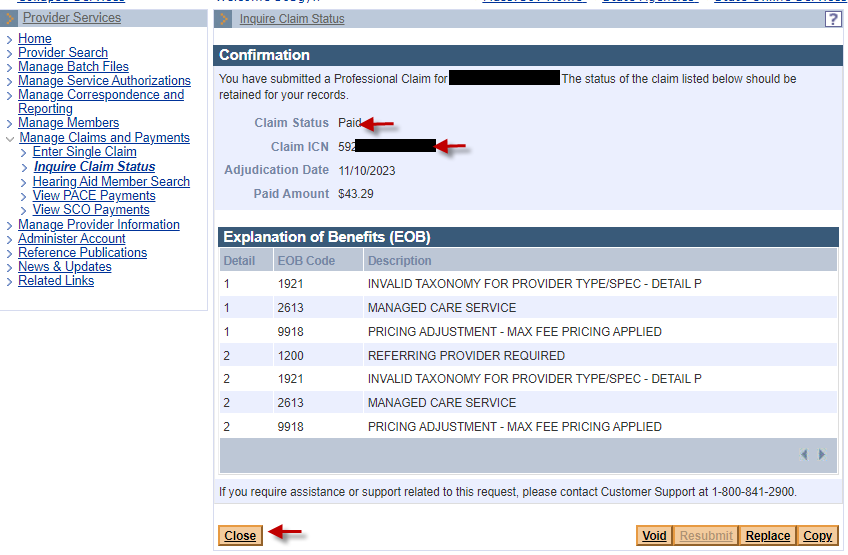 Provider Services
Home
Provider Search
Manage Batch Files
Manage Service Authorizations
Manage Correspondence and
Reporting
Manage Members
Manage Claims and Payments
Enter Single Claim
Inquire Claim Status
Hearing Aid Member Search
View PACE Payments
View SCO Payments
Manage Provider Information
Administer Account
Reference Publications
News & Updates
Related Links
Inquire Claim Status
?
Confirmation
You have submitted a Professional Claim for The status of the claim listed below should be
retained for your records.
Claim Status Paid
Claim ICN 592
Adjudication Date 11/10/2023
Paid Amount $43.29
Explanation of Benefits (EOB)
Detail EOB Code Description
1 1921 INVALID TAXONOMY FOR PROVIDER TYPE/SPEC - DETAIL P
1 2613 MANAGED CARE SERVICE
1 9918 PRICING ADJUSTMENT - MAX FEE PRICING APPLIED
2 1200 REFERRING PROVIDER REQUIRED
2 1921 INVALID TAXONOMY FOR PROVIDER TYPE/SPEC - DETAIL P
2 2613 MANAGED CARE SERVICE
2 9918 PRICING ADJUSTMENT - MAX FEE PRICING APPLIED
If you require assistance or support related to this request, please contact Customer Support at 1-800-841-2900.
Close Void Resubmit Replace Copy